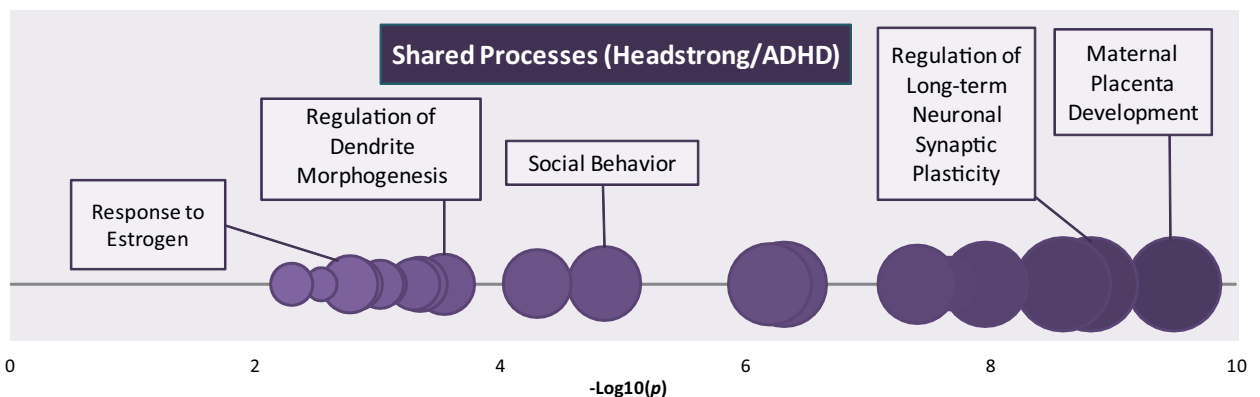 Shared Processes (Headstrong/ADHD)
Regulation of
Long-term
Neuronal
Synaptic
Plasticity
Maternal
Placenta
Development
Regulation of
Dendrite
Morphogenesis
Social Behavior
Response to
Estrogen
0 2 4 6 8 10
-Log10(p)